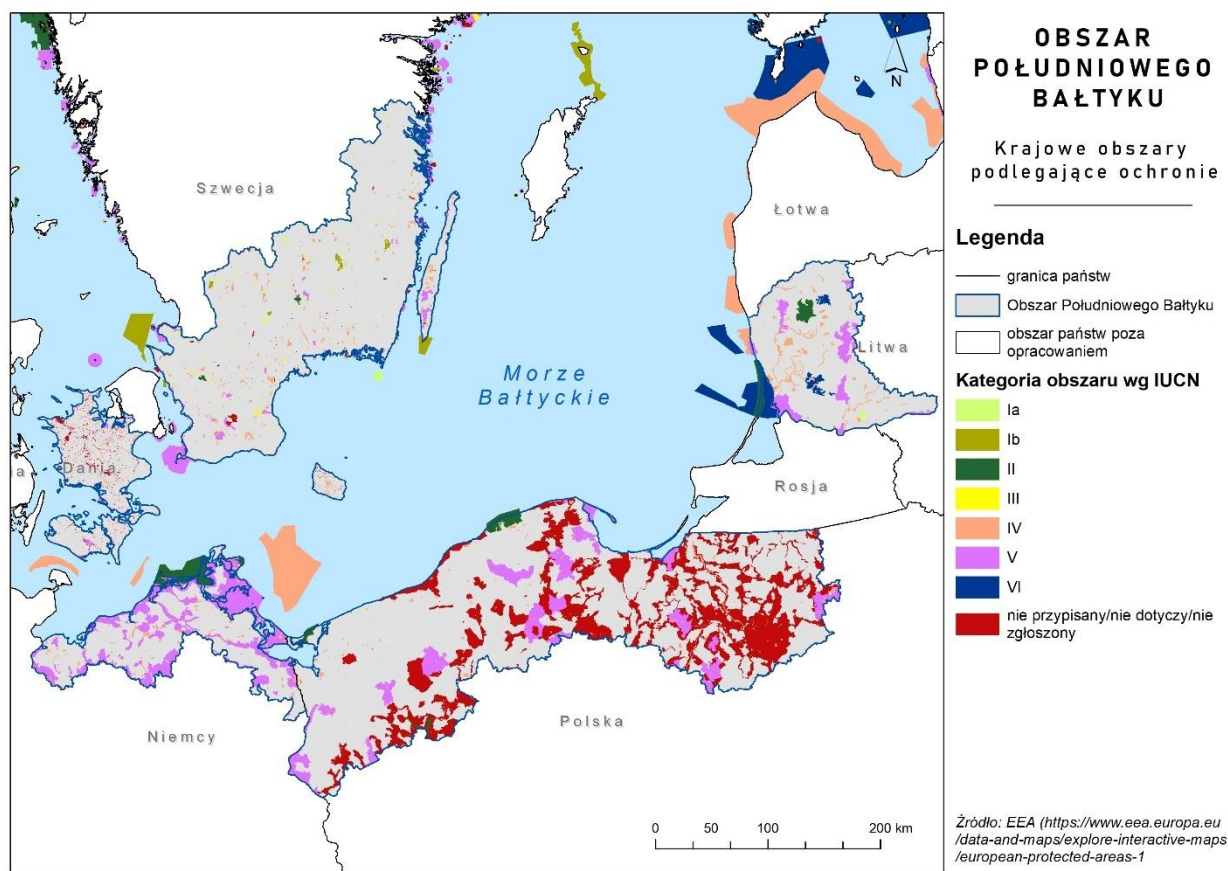 OBSZAR
POŁUDNIOWEGO
BAŁTYKU
Krajowe obszary
podlegające ochronie
Legenda
granica państw
Obszar Południowego Bałtyku
obszar państw poza
opracowaniem
Kategoria obszaru wg IUCN
Ia
Ib
II
III
IV
V
VI
nie przypisany/nie dotyczy/nie
zgłoszony
N
Szwecja
Łotwa
Litwa
Morze
Bałtyckie
Dania
Rosja
Niemcy
Polska
0 50 100 200 km
Źródło: EEA (https://www.eea.europa.eu
/data-and-maps/explore-interactive-maps
/european-protected-areas-1